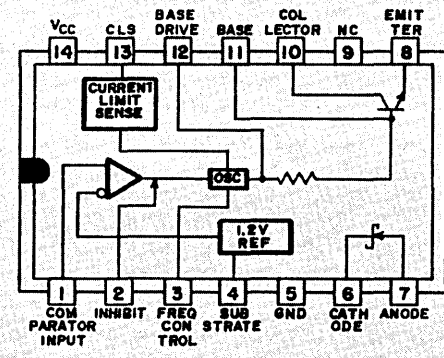 VCC
CLS
BASE
DRIVE
BASE
COL
LECTOR
NC
EMIT
TER
14
13
12
11
10
9
8
CURRENT
LIMIT
SENSE
OSC
1.2V
REF
1
2
3
4
5
6
7
COM
PARATOR
INPUT
INHIBIT
FREQ
CON
TROL
SUB
STRATE
GND
CATH
ODE
ANODE